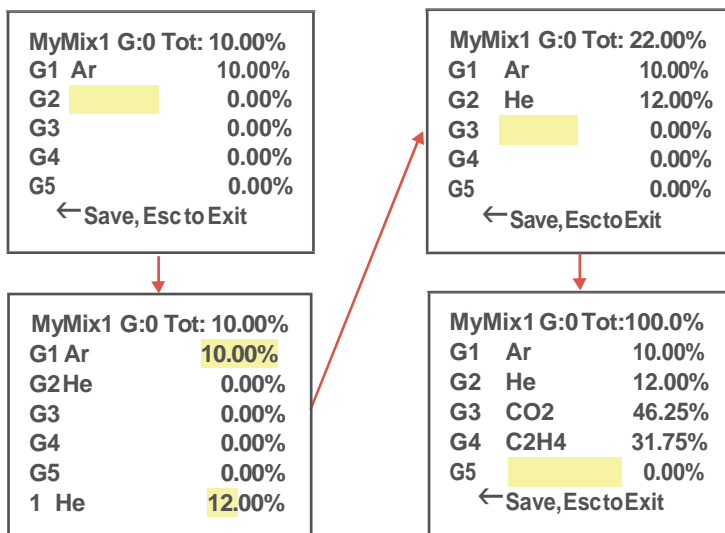 MyMix1 G:0 Tot: 10.00%
G1 Ar 10.00%
G2 0.00%
G3 0.00%
G4 0.00%
G5 0.00%
←Save, Esc to Exit
MyMix1 G:0 Tot: 10.00%
G1 Ar 10.00%
G2 He 0.00%
G3 0.00%
G4 0.00%
G5 0.00%
1 He 12.00%
MyMix1 G:0 Tot: 22.00%
G1 Ar 10.00%
G2 He 12.00%
G3 0.00%
G4 0.00%
G5 0.00%
←Save, Esc to Exit
MyMix1 G:0 Tot:100.0%
G1 Ar 10.00%
G2 He 12.00%
G3 CO2 46.25%
G4 C2H4 31.75%
G5 0.00%
←Save, Esc to Exit